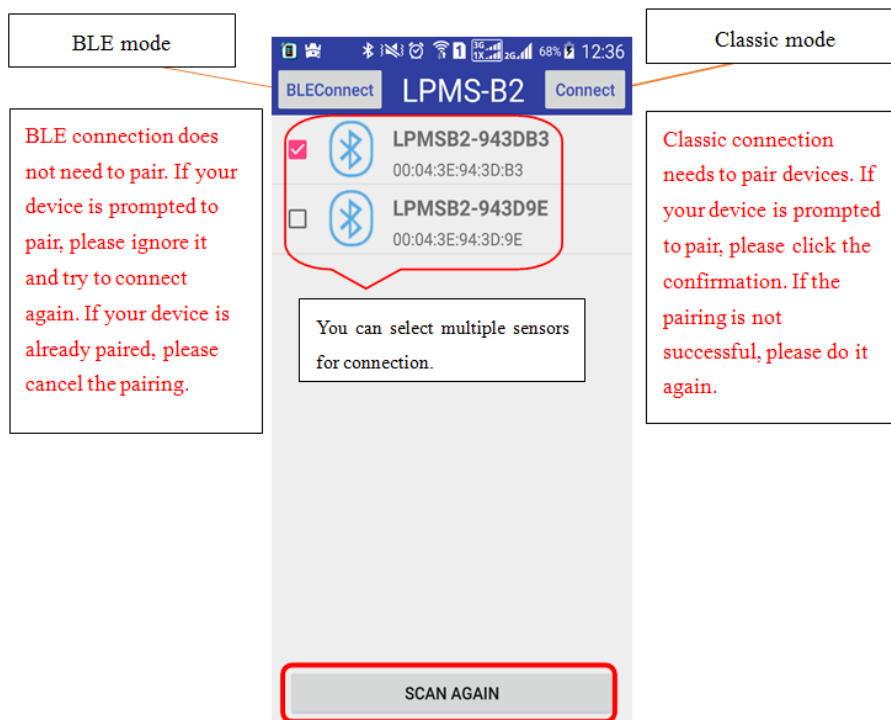 BLE mode
Classic mode
1 3G 1X 2G 68% 12:36
BLEConnect LPMS-B2 Connect
BLE connection does
not need to pair. If your
device is prompted to
pair, please ignore it
and try to connect
again. If your device is
already paired, please
cancel the pairing.
LPMSB2-943DB3
00:04:3E:94:3D:B3
LPMSB2-943D9E
00:04:3E:94:3D:9E
You can select multiple sensors
for connection.
Classic connection
needs to pair devices. If
your device is prompted
to pair, please click the
confirmation. If the
pairing is not
successful, please do it
again.
SCAN AGAIN